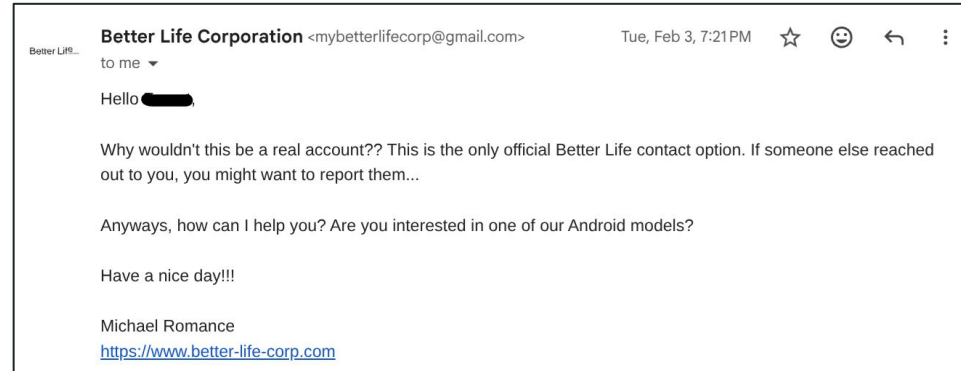 Better Life...
Better Life Corporation <mybetterlifecorp@gmail.com>
Tue, Feb 3, 7:21 PM
to me
Hello
Why wouldn't this be a real account?? This is the only official Better Life contact option. If someone else reached
out to you, you might want to report them...
Anyways, how can I help you? Are you interested in one of our Android models?
Have a nice day!!!
Michael Romance
https://www.better-life-corp.com